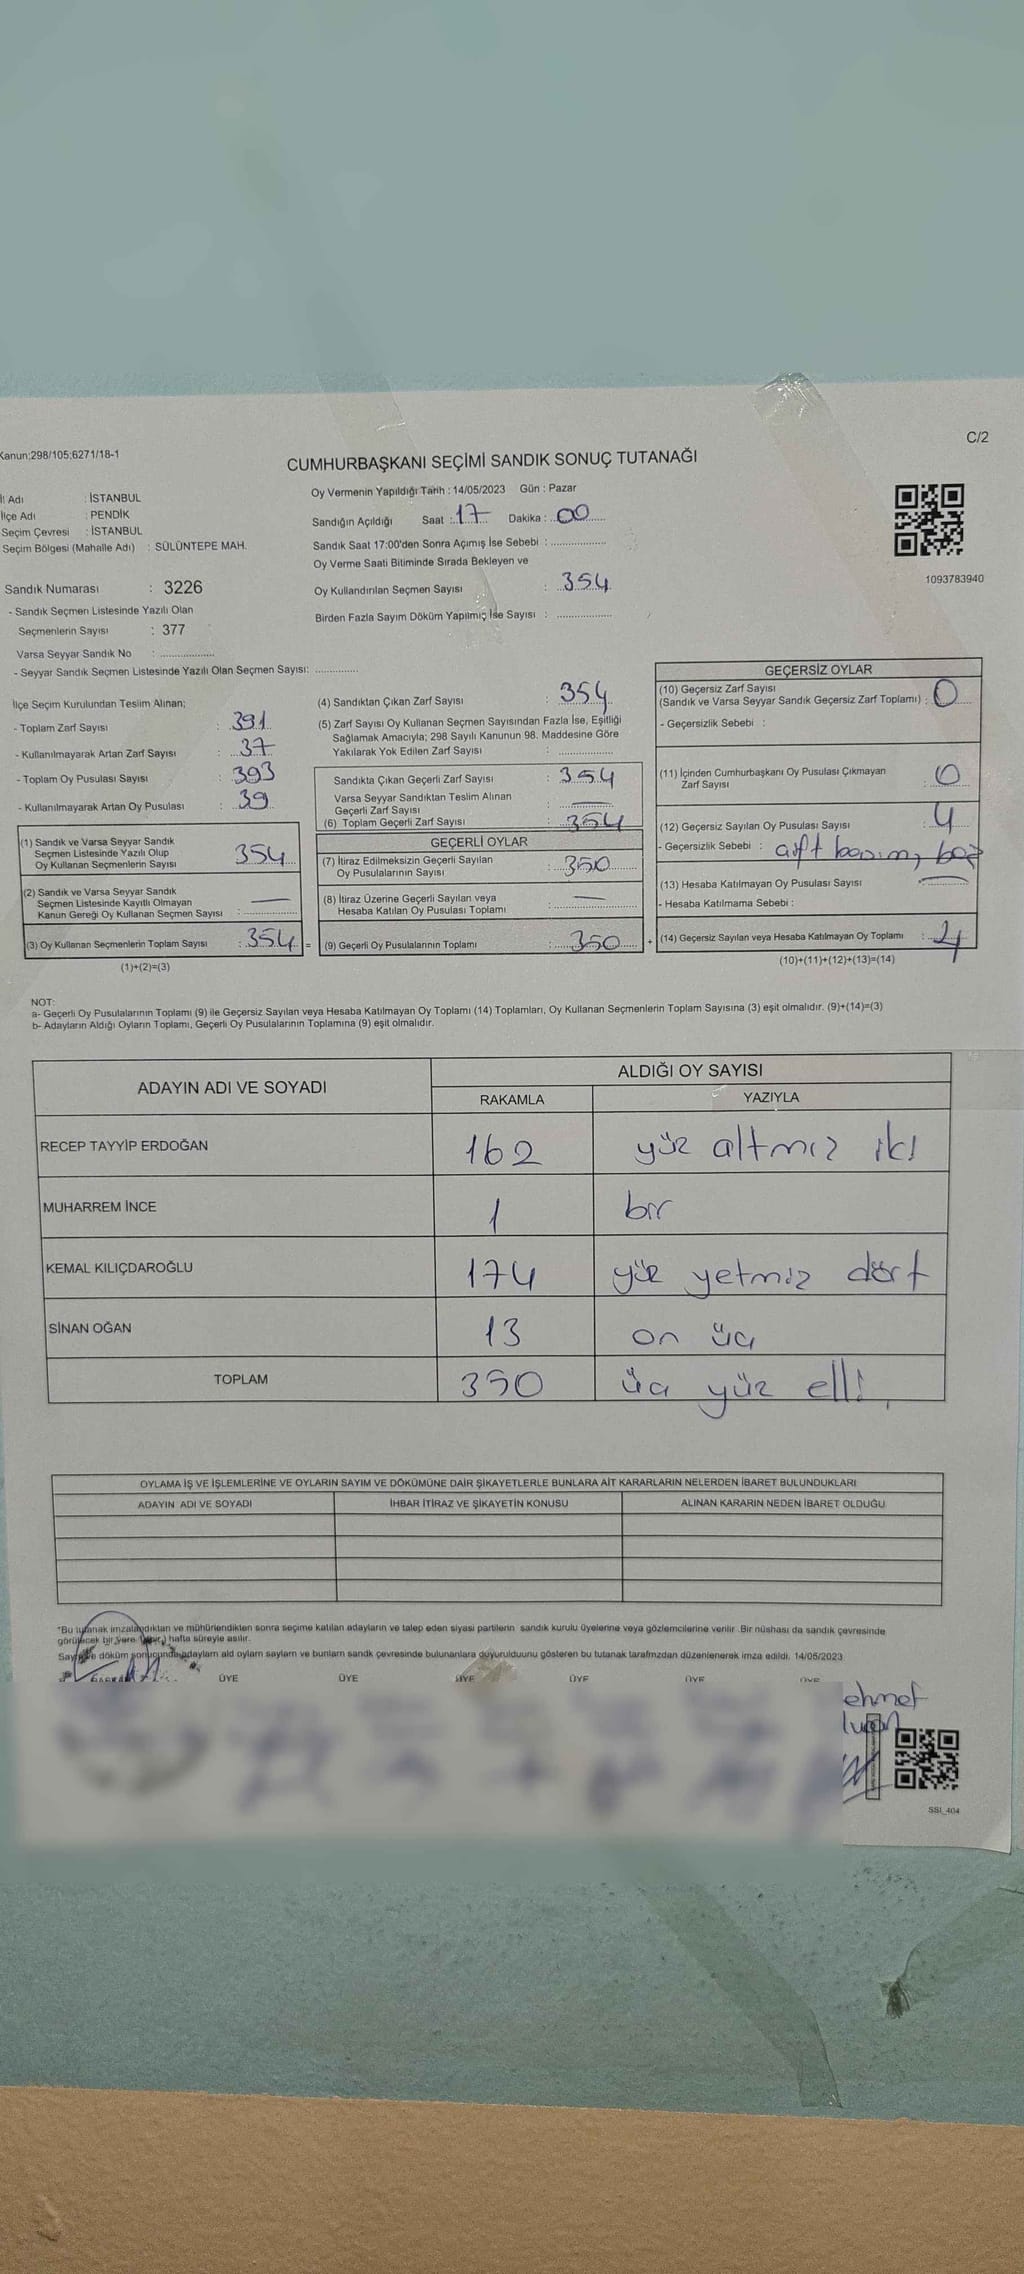 Kanun;298/105;6271/18-1
C/2
CUMHURBAŞKANI SEÇİMİ SANDIK SONUÇ TUTANAĞI
İl Adı : İSTANBUL
İlçe Adı : PENDİK
Seçim Çevresi : İSTANBUL
Seçim Bölgesi (Mahalle Adı) : SÜLÜNTEPE MAH.
Oy Vermenin Yapıldığı Tarih : 14/05/2023 Gün : Pazar
Sandığın Açıldığı Saat : 17 Dakika : 00
Sandık Saat 17:00'den Sonra Açımış İse Sebebi :
Oy Verme Saati Bitiminde Sırada Bekleyen ve
Oy Kullandırılan Seçmen Sayısı : 354
Birden Fazla Sayım Döküm Yapılmış İse Sayısı :
1093783940
Sandık Numarası : 3226
- Sandık Seçmen Listesinde Yazılı Olan
Seçmenlerin Sayısı : 377
Varsa Seyyar Sandık No :
- Seyyar Sandık Seçmen Listesinde Yazılı Olan Seçmen Sayısı:
İlçe Seçim Kurulundan Teslim Alınan;
- Toplam Zarf Sayısı : 391
- Kullanılmayarak Artan Zarf Sayısı : 37
- Toplam Oy Pusulası Sayısı : 393
- Kullanılmayarak Artan Oy Pusulası : 39
(1) Sandık ve Varsa Seyyar Sandık
Seçmen Listesinde Yazılı Olup
Oy Kullanan Seçmenlerin Sayısı 354
(2) Sandık ve Varsa Seyyar Sandık
Seçmen Listesinde Kayıtlı Olmayan
Kanun Gereği Oy Kullanan Seçmen Sayısı : —
(3) Oy Kullanan Seçmenlerin Toplam Sayısı : 354 =
(1)+(2)=(3)
(4) Sandıktan Çıkan Zarf Sayısı : 354
(5) Zarf Sayısı Oy Kullanan Seçmen Sayısından Fazla İse, Eşitliği
Sağlamak Amacıyla; 298 Sayılı Kanunun 98. Maddesine Göre
Yakılarak Yok Edilen Zarf Sayısı :
Sandıkta Çıkan Geçerli Zarf Sayısı : 354
Varsa Seyyar Sandıktan Teslim Alınan
Geçerli Zarf Sayısı : —
(6) Toplam Geçerli Zarf Sayısı : 354
GEÇERLİ OYLAR
(7) İtiraz Edilmeksizin Geçerli Sayılan
Oy Pusulalarının Sayısı : 350
(8) İtiraz Üzerine Geçerli Sayılan veya
Hesaba Katılan Oy Pusulası Toplamı : —
(9) Geçerli Oy Pusulalarının Toplamı : 350 +
GEÇERSİZ OYLAR
(10) Geçersiz Zarf Sayısı
(Sandık ve Varsa Seyyar Sandık Geçersiz Zarf Toplamı) : 0
- Geçersizlik Sebebi :
(11) İçinden Cumhurbaşkanı Oy Pusulası Çıkmayan
Zarf Sayısı : 0
(12) Geçersiz Sayılan Oy Pusulası Sayısı : 4
- Geçersizlik Sebebi : çift basım, boş
(13) Hesaba Katılmayan Oy Pusulası Sayısı : —
- Hesaba Katılmama Sebebi :
(14) Geçersiz Sayılan veya Hesaba Katılmayan Oy Toplamı : 4
(10)+(11)+(12)+(13)=(14)
NOT:
a- Geçerli Oy Pusulalarının Toplamı (9) ile Geçersiz Sayılan veya Hesaba Katılmayan Oy Toplamı (14) Toplamları, Oy Kullanan Seçmenlerin Toplam Sayısına (3) eşit olmalıdır. (9)+(14)=(3)
b- Adayların Aldığı Oyların Toplamı, Geçerli Oy Pusulalarının Toplamına (9) eşit olmalıdır.
ADAYIN ADI VE SOYADI ALDIĞI OY SAYISI
RAKAMLA YAZIYLA
RECEP TAYYİP ERDOĞAN 162 yüz altmız iki
MUHARREM İNCE 1 bir
KEMAL KILIÇDAROĞLU 174 yüz yetmiz dört
SİNAN OĞAN 13 on üç
TOPLAM 350 üç yüz elli
OYLAMA İŞ VE İŞLEMLERİNE VE OYLARIN SAYIM VE DÖKÜMÜNE DAİR ŞİKAYETLERLE BUNLARA AİT KARARLARIN NELERDEN İBARET BULUNDUKLARI
ADAYIN ADI VE SOYADI İHBAR İTİRAZ VE ŞİKAYETİN KONUSU ALINAN KARARIN NEDEN İBARET OLDUĞU
"Bu tutanak imzalandıktan ve mühürlendikten sonra seçime katılan adayların ve talep eden siyasi partilerin sandık kurulu üyelerine veya gözlemcilerine verilir .Bir nüshası da sandık çevresinde
görülecek bir yere (bir) hafta süreyle asılır.
döküm sonucunda adaylarn ald oylarn saylarn ve bunlarn sandk çevresinde bulunanlara duyurulduunu gösteren bu tutanak tarafmzdan düzenlenerek imza edildi. 14/05/2023
ÜYE ÜYE ÜYE ÜYE ÜYE ÜYE
ehmet
SSI_404